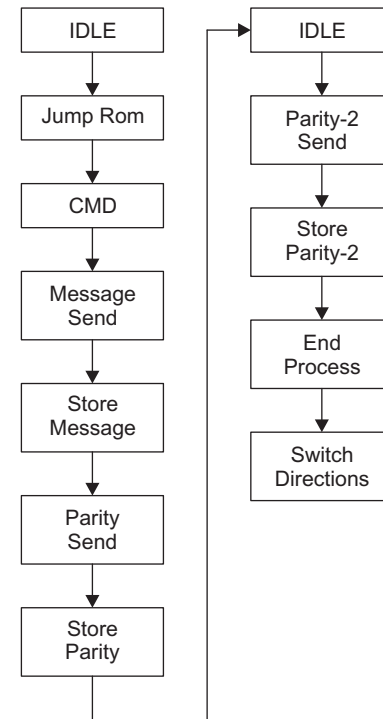 IDLE
Jump Rom
CMD
Message
Send
Store
Message
Parity
Send
Store
Parity
IDLE
Parity-2
Send
Store
Parity-2
End
Process
Switch
Directions